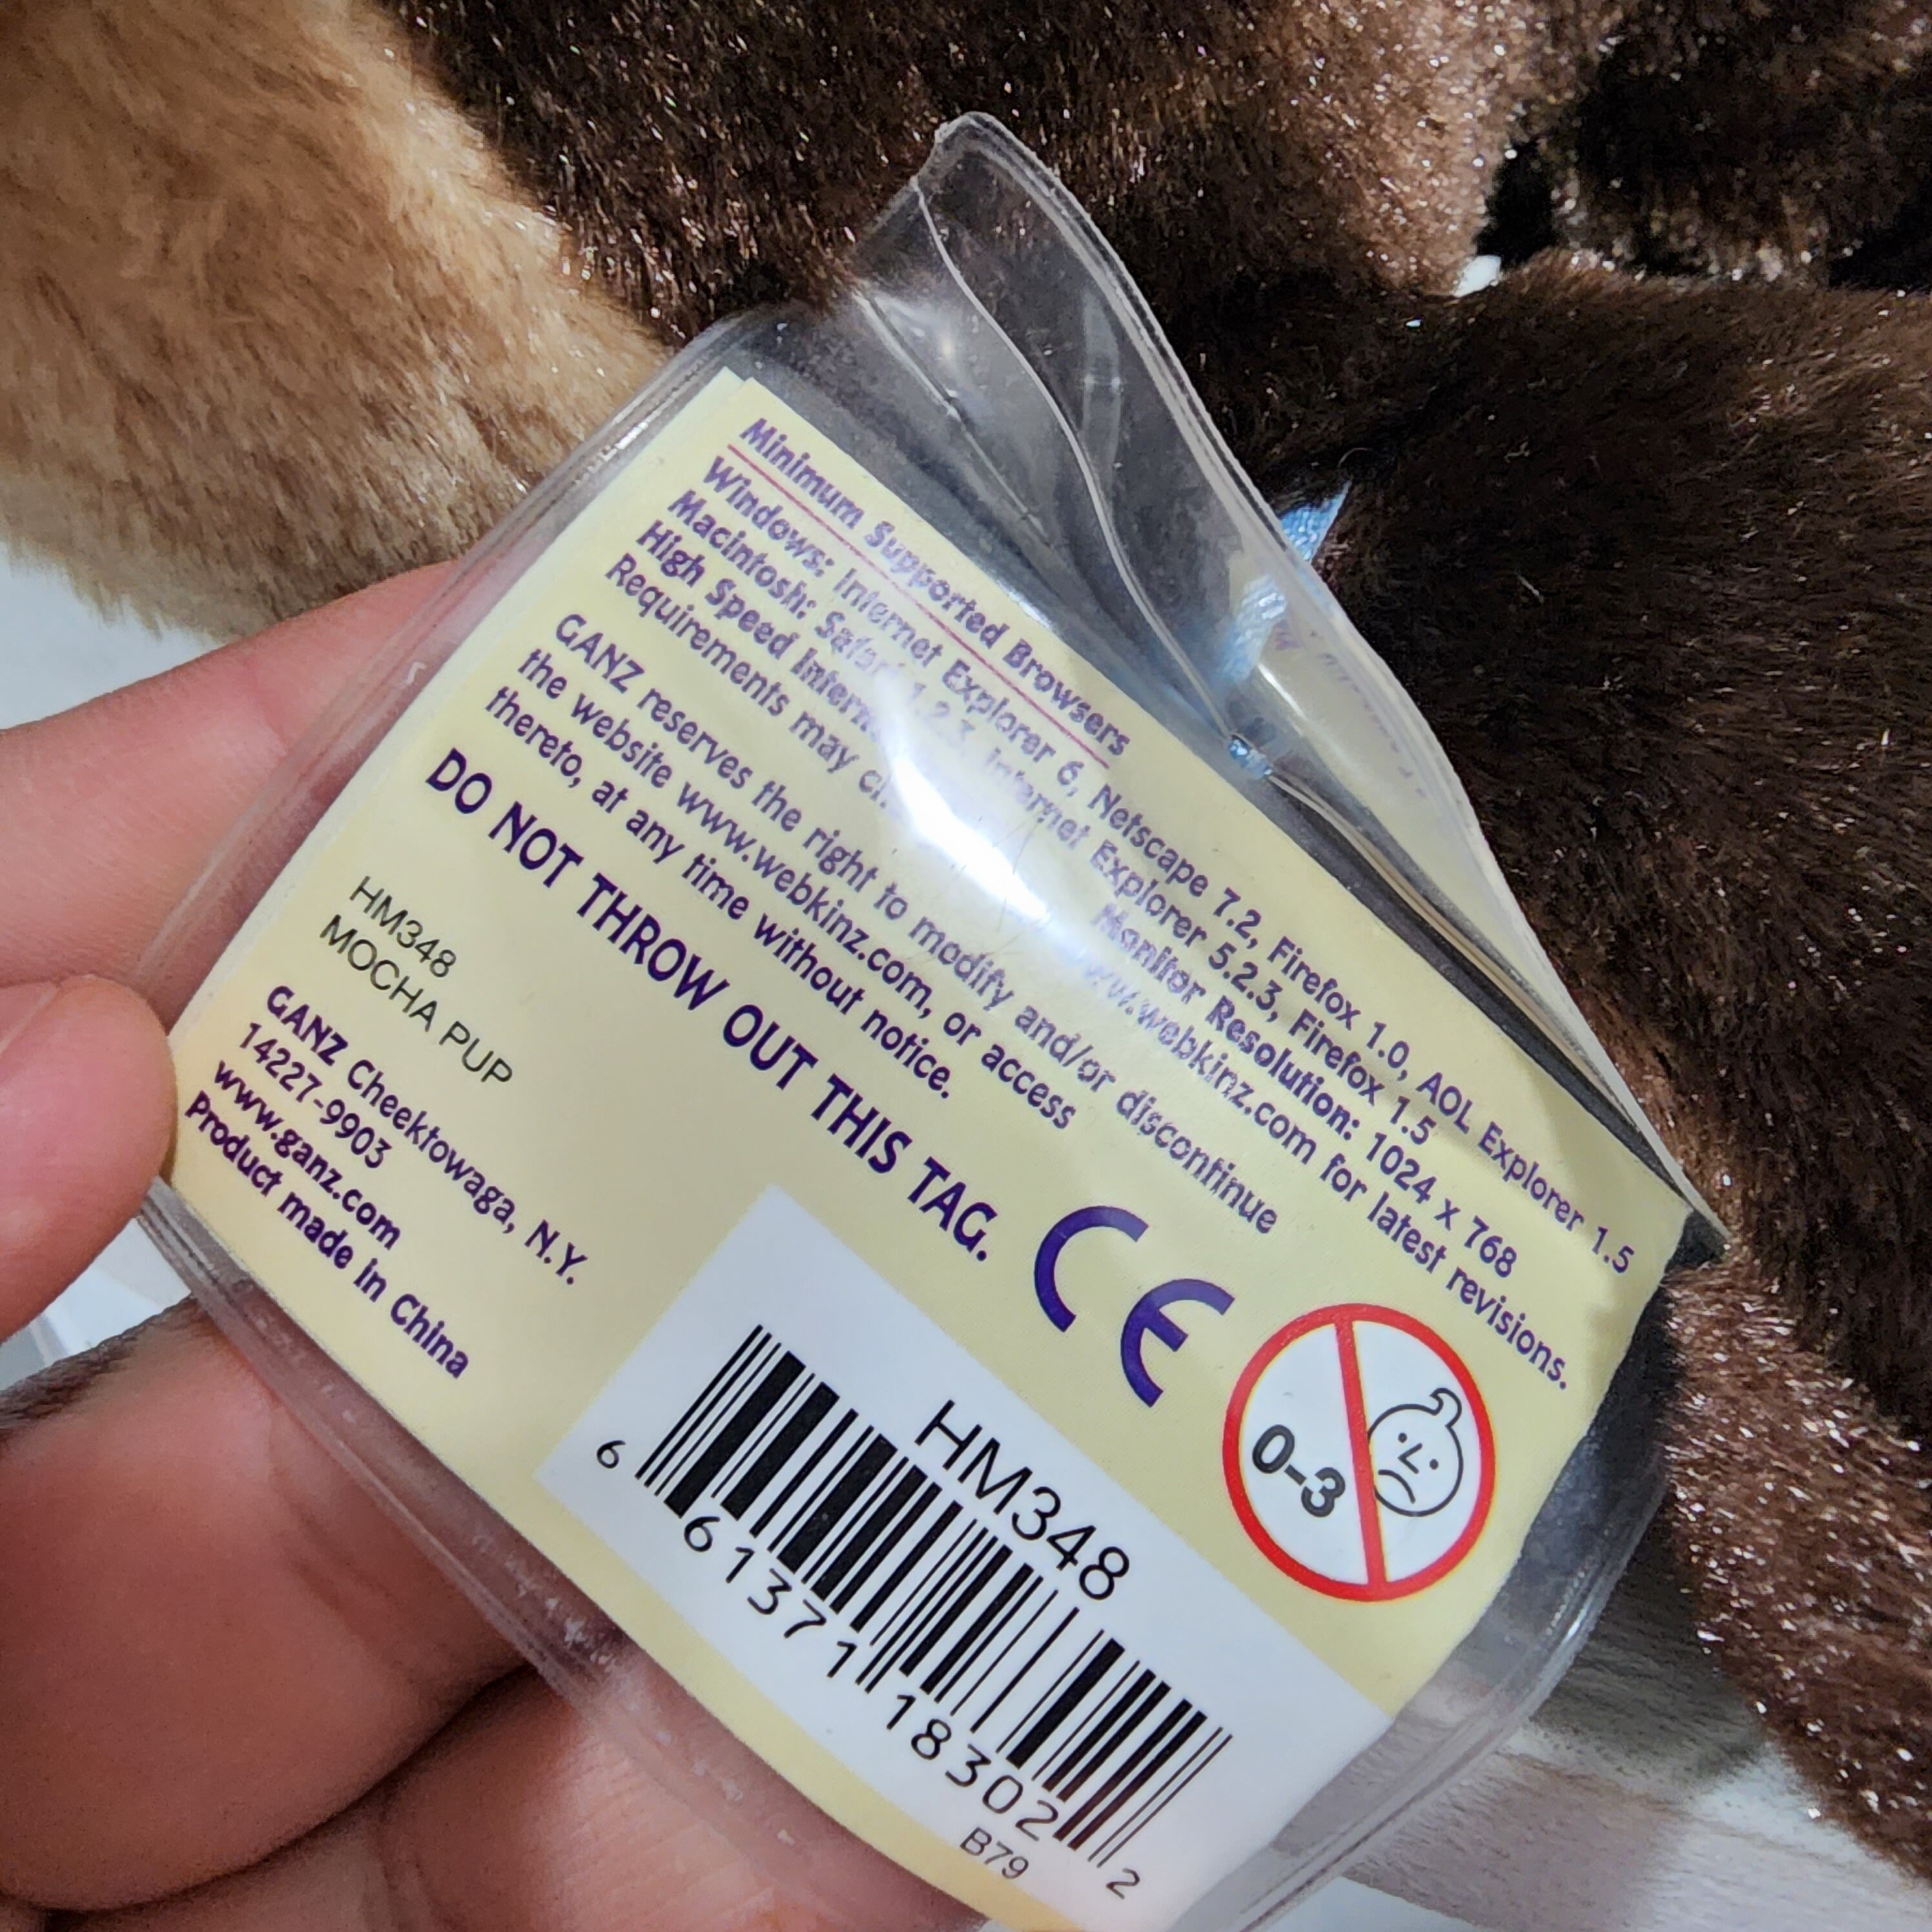 Minimum Supported Browsers
Windows: Internet Explorer 6, Netscape 7.2, Firefox 1.0, AOL Explorer 1.5
Macintosh: Safari 1.2.3, Internet Explorer 5.2.3, Firefox 1.5
High Speed Monitor Resolution: 1024 x 768
Requirements may www.webkinz.com for latest revisions.
GANZ reserves the right to modify and/or discontinue
the website www.webkinz.com, or access
thereto, at any time without notice.
DO NOT THROW OUT THIS TAG.
CE
0-3
HM348
MOCHA PUP
GANZ Cheektowaga, N.Y.
14227-9903
www.ganz.com
Product made in China
HM348
6 61371 18302 2
B79